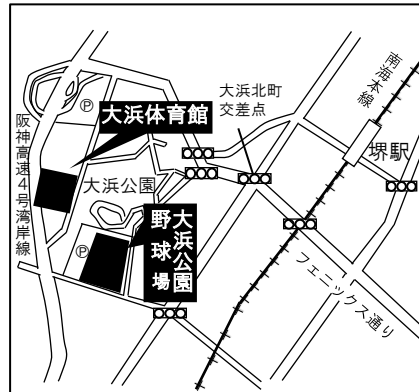 Ⓟ
大浜体育館
大浜北町
交差点
南海本線
堺駅
阪神高速4号湾岸線
大浜公園
大浜公園
野球場
Ⓟ
フェニックス通り